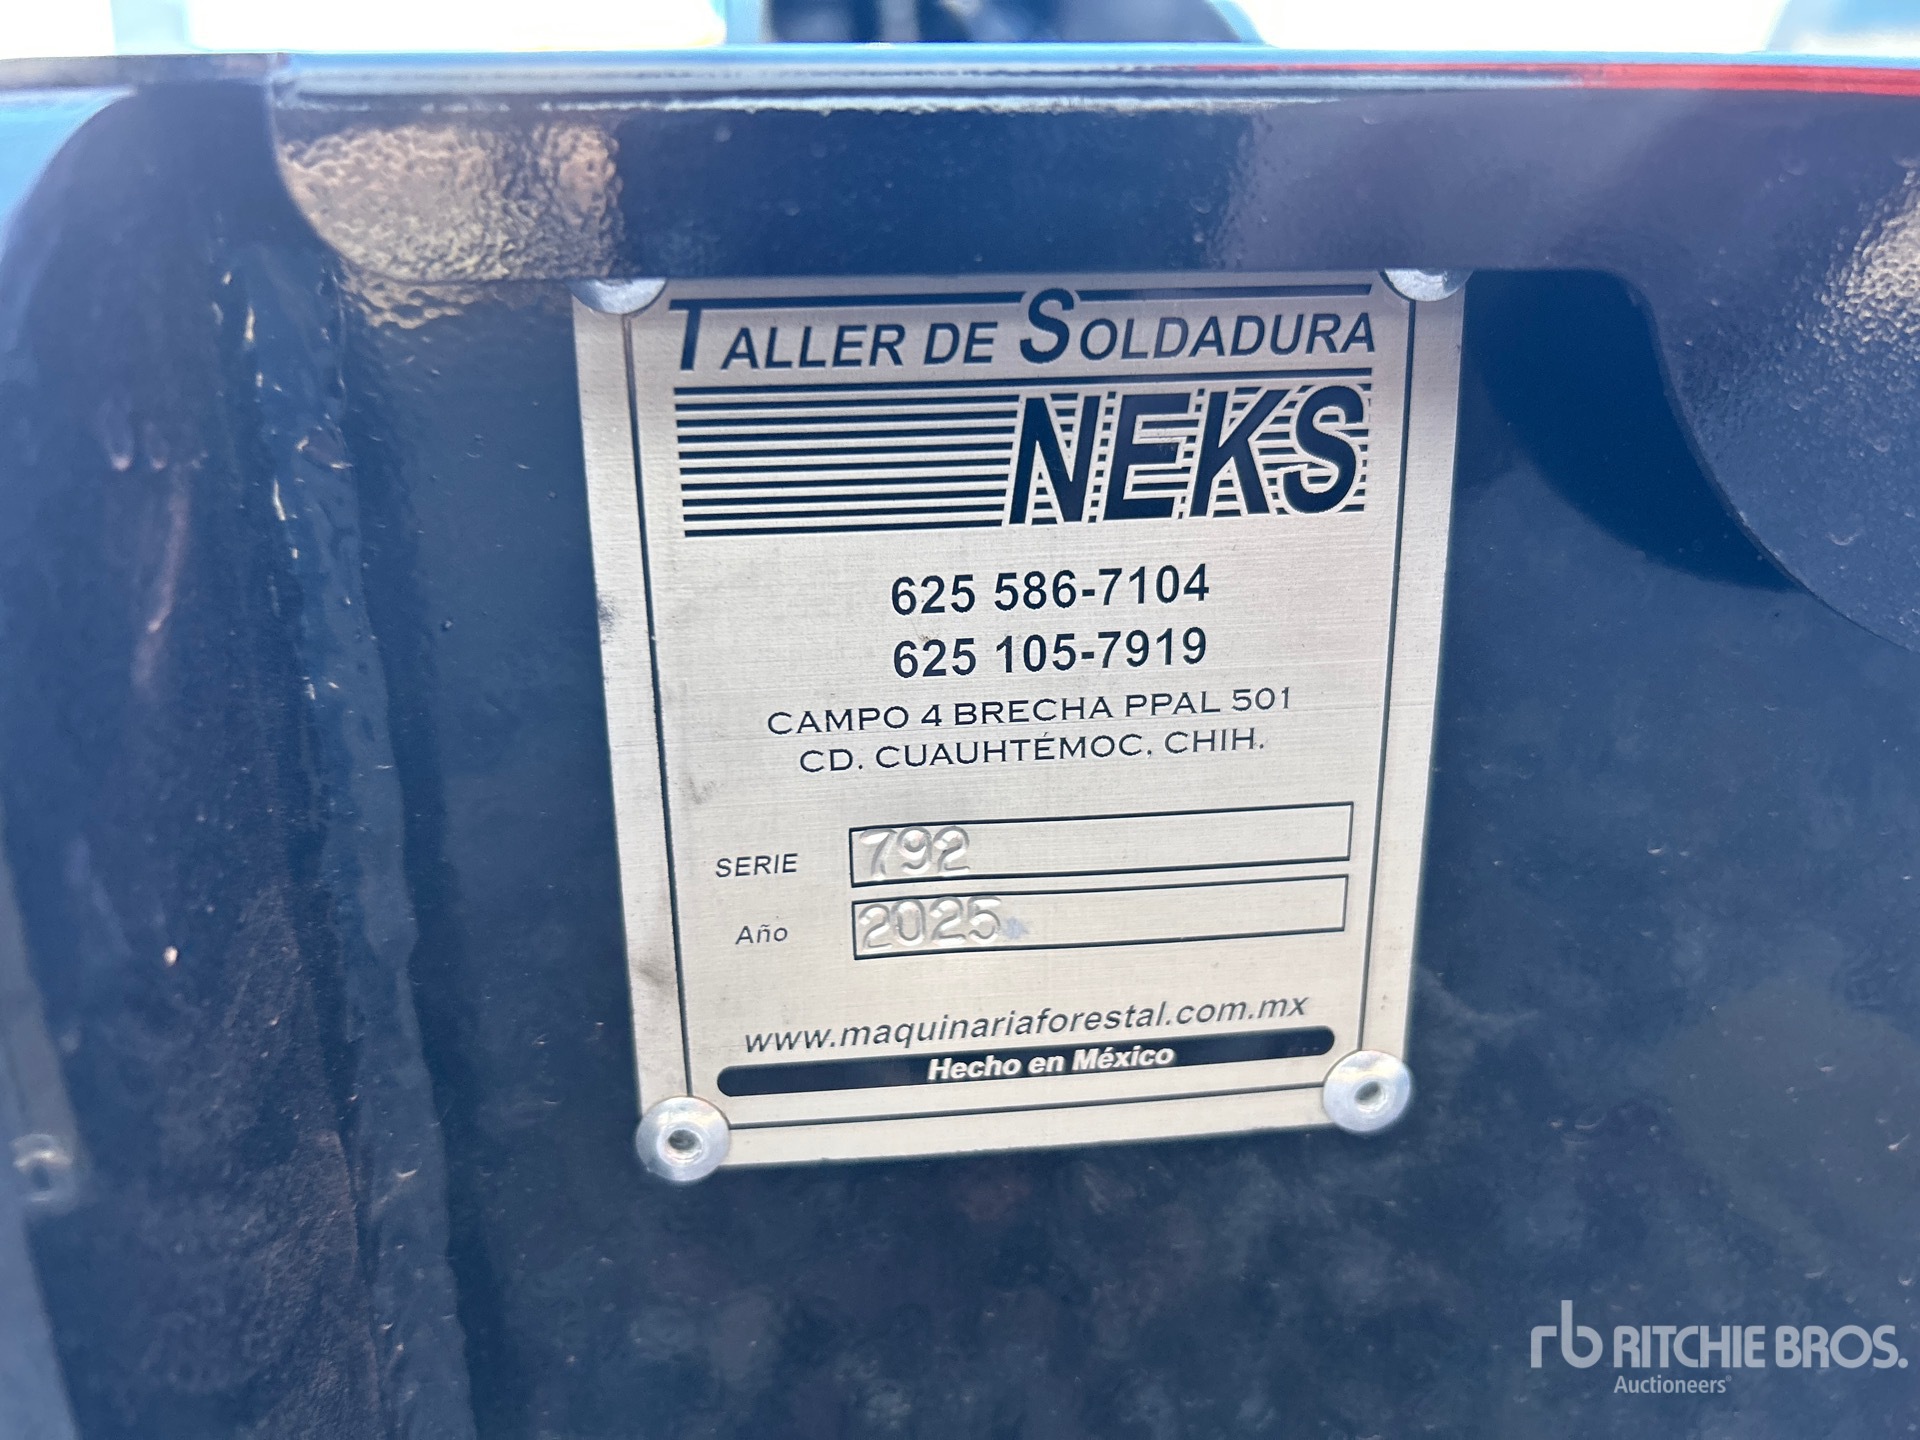 TALLER DE SOLDADURA
NEKS
625 586-7104
625 105-7919
CAMPO 4 BRECHA PPAL 501
CD. CUAUHTÉMOC, CHIH.
SERIE 792
Año 2025
www.maquinariaforestal.com.mx
Hecho en México
rb RITCHIE BROS.
Auctioneers